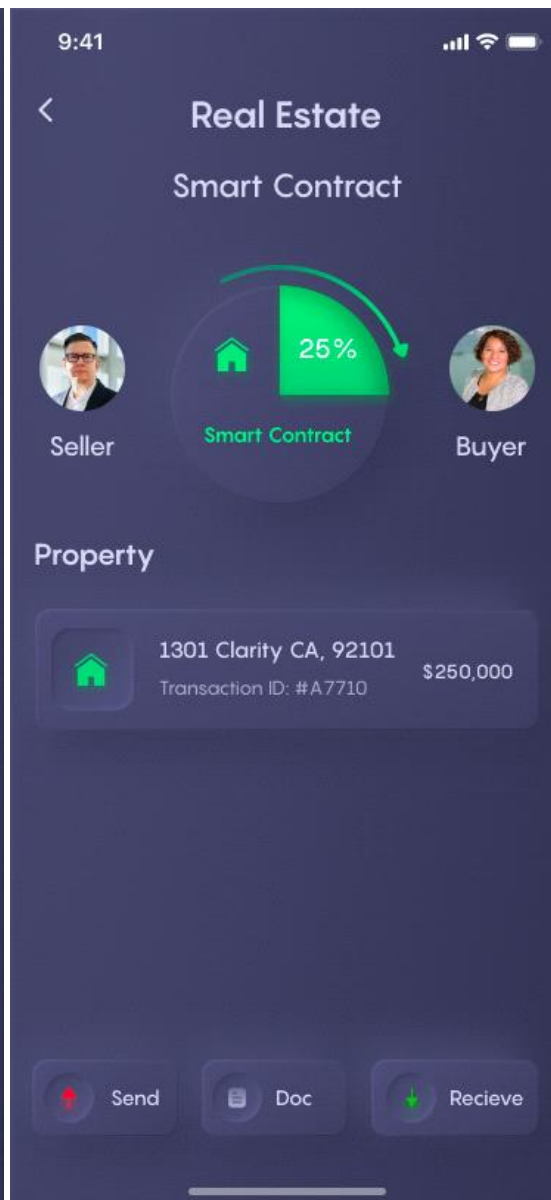 9:41
Real Estate
Smart Contract
25%
Smart Contract
Seller
Buyer
Property
1301 Clarity CA, 92101
Transaction ID: #A7710
$250,000
Send
Doc
Recieve